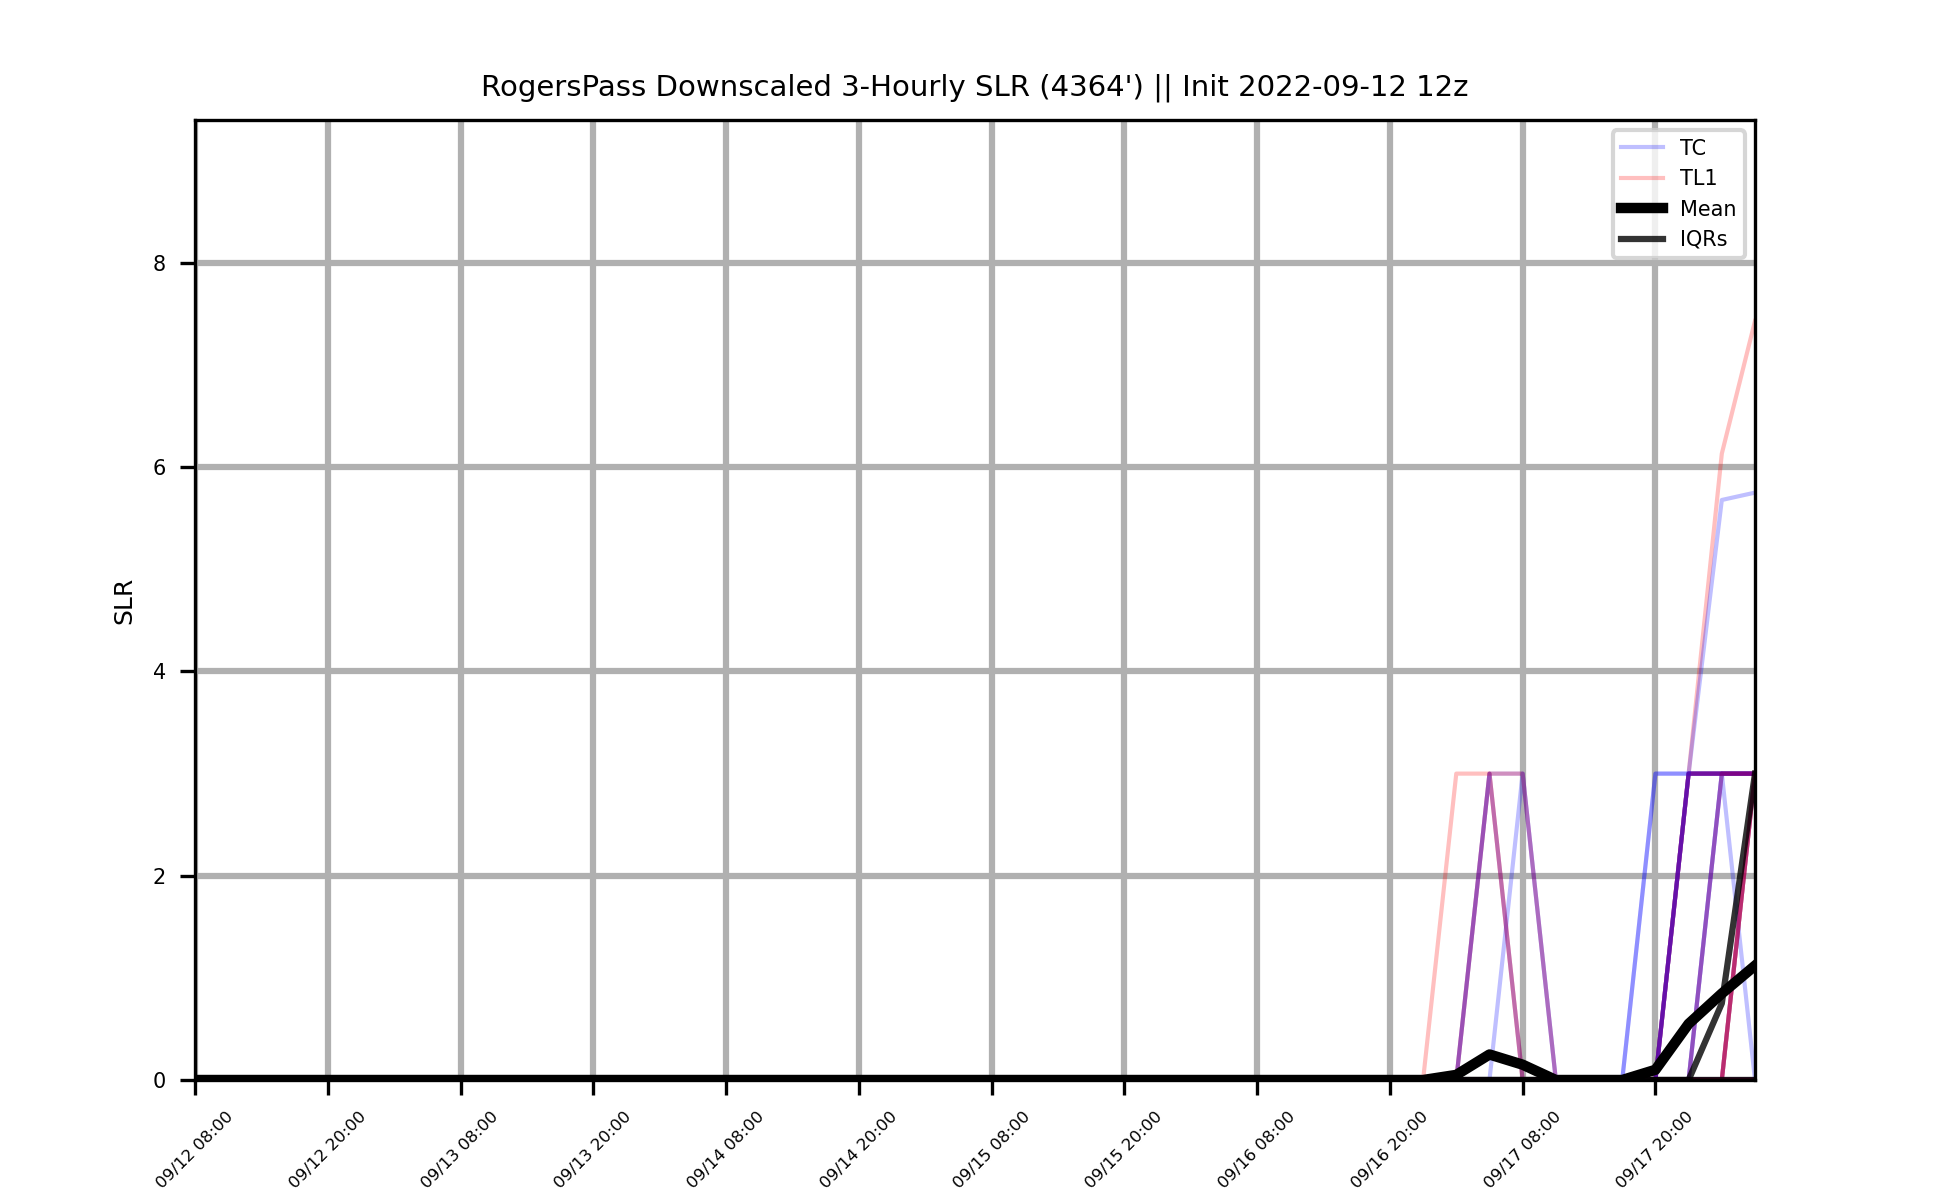 RogersPass Downscaled 3-Hourly SLR (4364') || Init 2022-09-12 12z
TC
TL1
Mean
IQRs
SLR
8
6
4
2
0
09/12 08:00
09/12 20:00
09/13 08:00
09/13 20:00
09/14 08:00
09/14 20:00
09/15 08:00
09/15 20:00
09/16 08:00
09/16 20:00
09/17 08:00
09/17 20:00